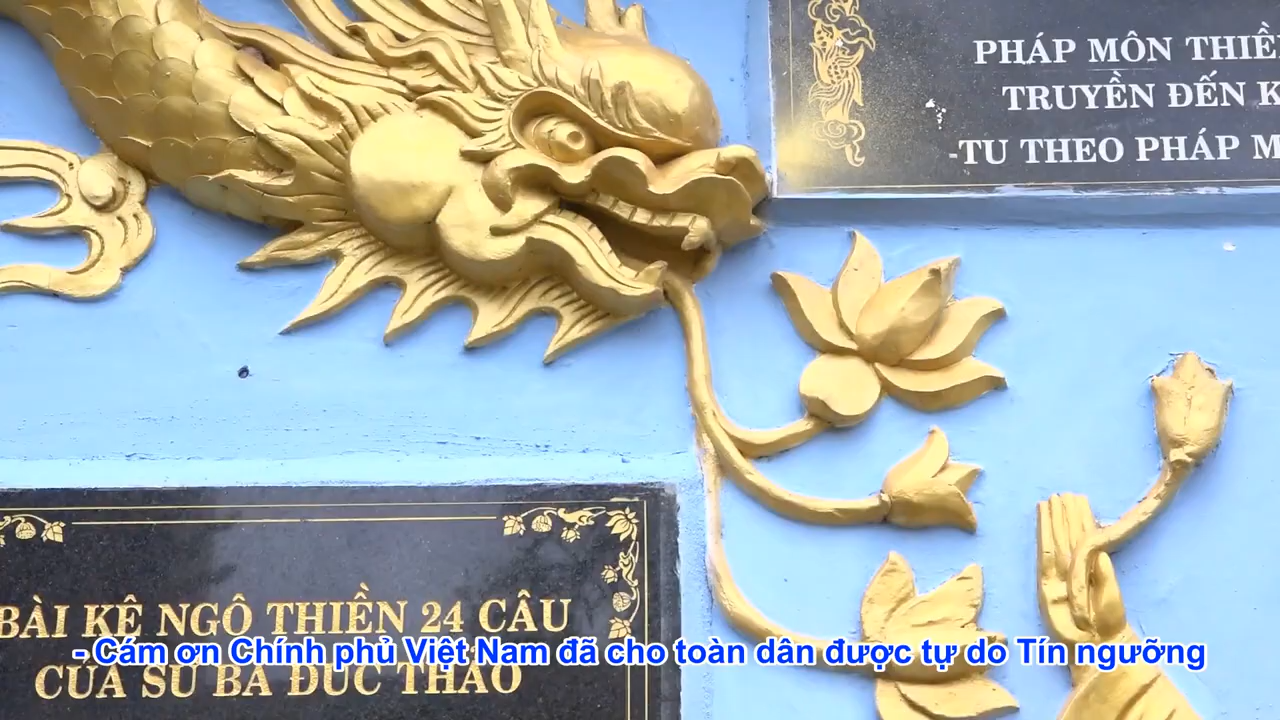 PHÁP MÔN THIỀ
TRUYỀN ĐẾN K
-TU THEO PHÁP M
BÀI KỆ NGỘ THIỀN 24 CÂU
CỦA SƯ BÀ ĐỨC THẢO
- Cám ơn Chính phủ Việt Nam đã cho toàn dân được tự do Tín ngưỡng